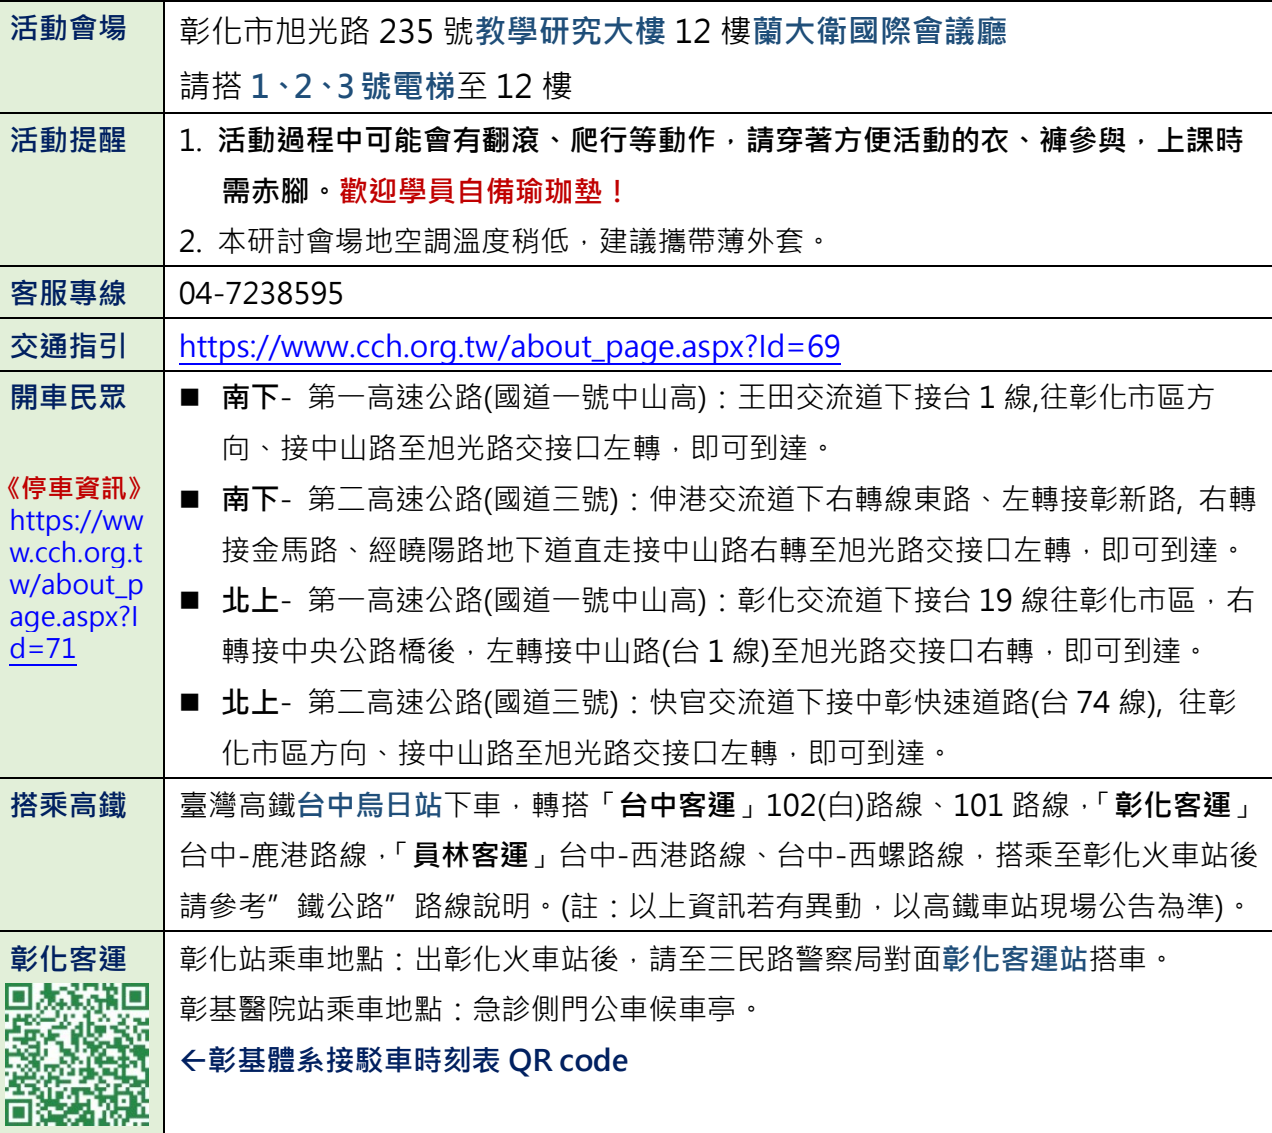 活動會場
彰化市旭光路 235 號教學研究大樓 12 樓蘭大衛國際會議廳
請搭 1、2、3 號電梯至 12 樓
活動提醒
1. 活動過程中可能會有翻滾、爬行等動作，請穿著方便活動的衣、褲參與，上課時
需赤腳。歡迎學員自備瑜珈墊！
2. 本研討會場地空調溫度稍低，建議攜帶薄外套。
客服專線
04-7238595
交通指引
https://www.cch.org.tw/about_page.aspx?Id=69
開車民眾
《停車資訊》
https://ww
w.cch.org.t
w/about_p
age.aspx?I
d=71
■ 南下- 第一高速公路(國道一號中山高)：王田交流道下接台 1 線,往彰化市區方
向、接中山路至旭光路交接口左轉，即可到達。
■ 南下- 第二高速公路(國道三號)：伸港交流道下右轉線東路、左轉接彰新路, 右轉
接金馬路、經曉陽路地下道直走接中山路右轉至旭光路交接口左轉，即可到達。
■ 北上- 第一高速公路(國道一號中山高)：彰化交流道下接台 19 線往彰化市區，右
轉接中央公路橋後，左轉接中山路(台 1 線)至旭光路交接口右轉，即可到達。
■ 北上- 第二高速公路(國道三號)：快官交流道下接中彰快速道路(台 74 線), 往彰
化市區方向、接中山路至旭光路交接口左轉，即可到達。
搭乘高鐵
臺灣高鐵台中烏日站下車，轉搭「台中客運」102(白)路線、101 路線，「彰化客運」
台中-鹿港路線，「員林客運」台中-西港路線、台中-西螺路線，搭乘至彰化火車站後
請參考”鐵公路”路線說明。(註：以上資訊若有異動，以高鐵車站現場公告為準)。
彰化客運
彰化站乘車地點：出彰化火車站後，請至三民路警察局對面彰化客運站搭車。
彰基醫院站乘車地點：急診側門公車候車亭。
←彰基體系接駁車時刻表 QR code